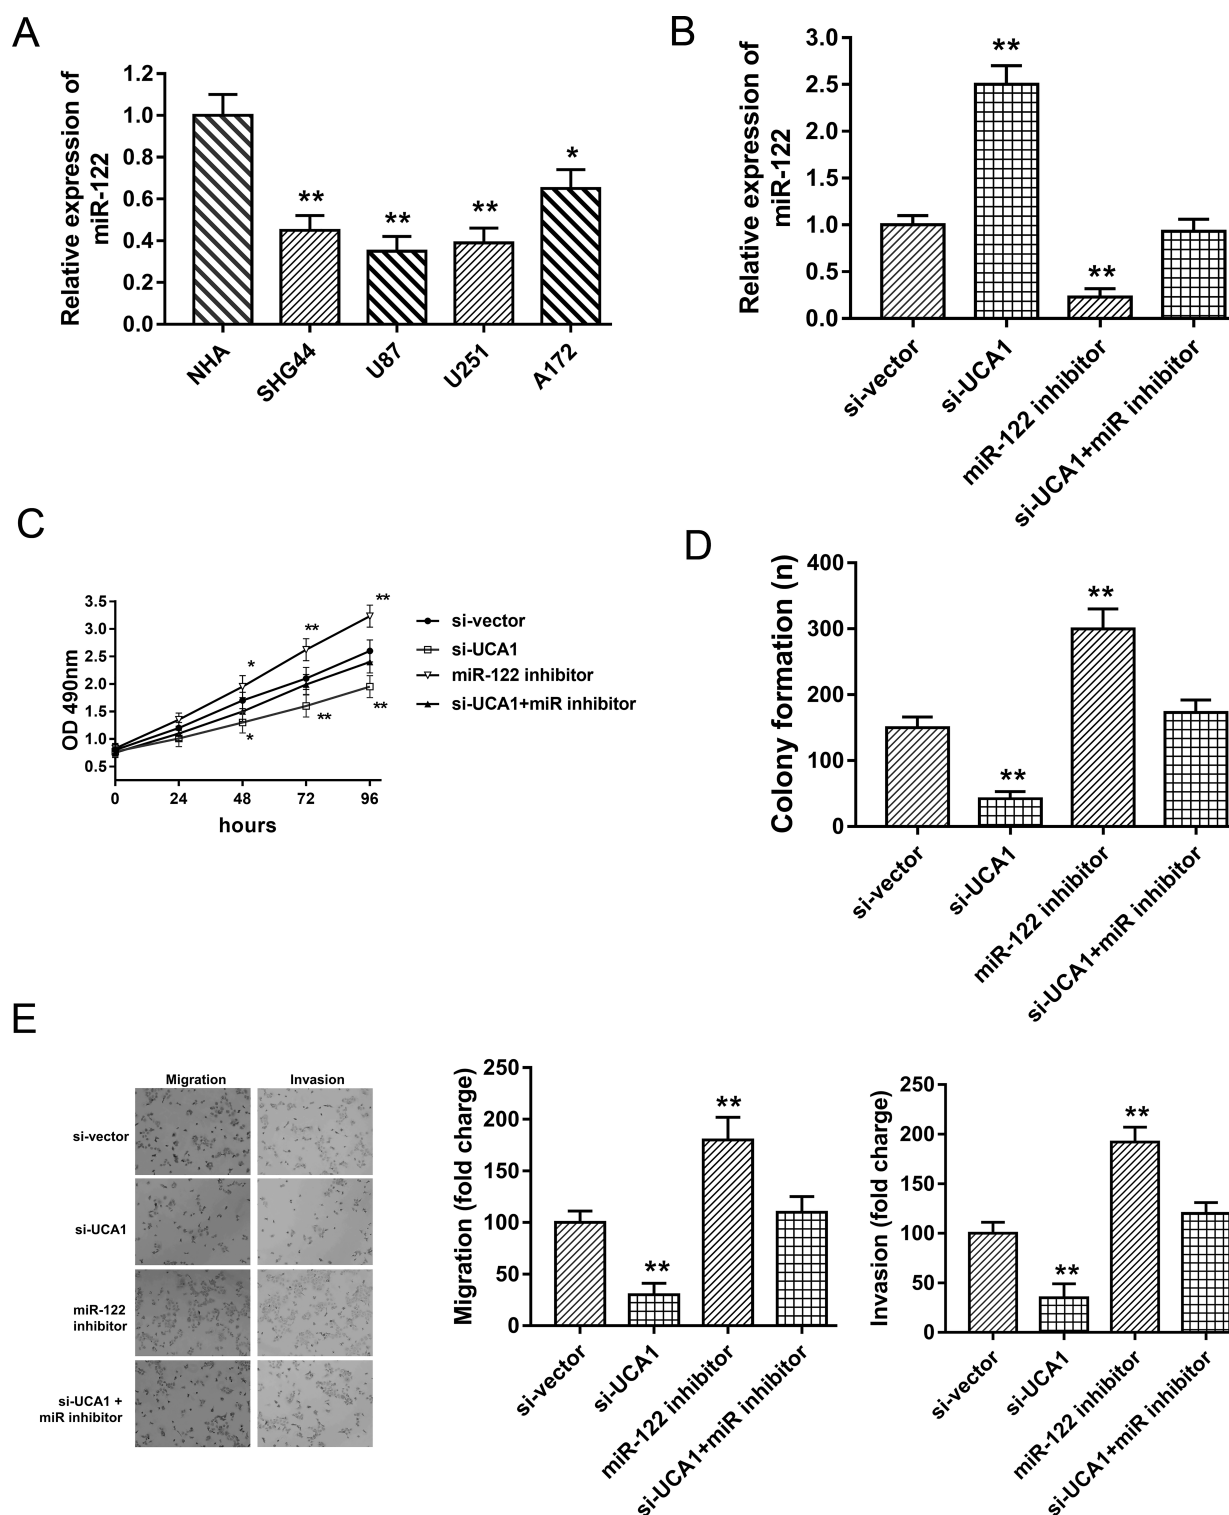 A
Relative expression of
miR-122
1.2
1.0
0.8
0.6
0.4
0.2
0.0
**
**
**
*
NHA
SHG44
U87
U251
A172
B
Relative expression of
miR-122
3.0
2.5
2.0
1.5
1.0
0.5
0.0
**
**
si-vector
si-UCA1
miR-122 inhibitor
si-UCA1+miR inhibitor
C
OD 490nm
3.5
3.0
2.5
2.0
1.5
1.0
0.5
*
**
**
*
**
**
0
24
48
72
96
hours
si-vector
si-UCA1
miR-122 inhibitor
si-UCA1+miR inhibitor
D
Colony formation (n)
400
300
200
100
0
**
**
si-vector
si-UCA1
miR-122 inhibitor
si-UCA1+miR inhibitor
E
Migration
Invasion
si-vector
si-UCA1
miR-122
inhibitor
si-UCA1 +
miR inhibitor
Migration (fold charge)
250
200
150
100
50
0
**
**
si-vector
si-UCA1
miR-122 inhibitor
si-UCA1+miR inhibitor
Invasion (fold charge)
250
200
150
100
50
0
**
**
si-vector
si-UCA1
miR-122 inhibitor
si-UCA1+miR inhibitor